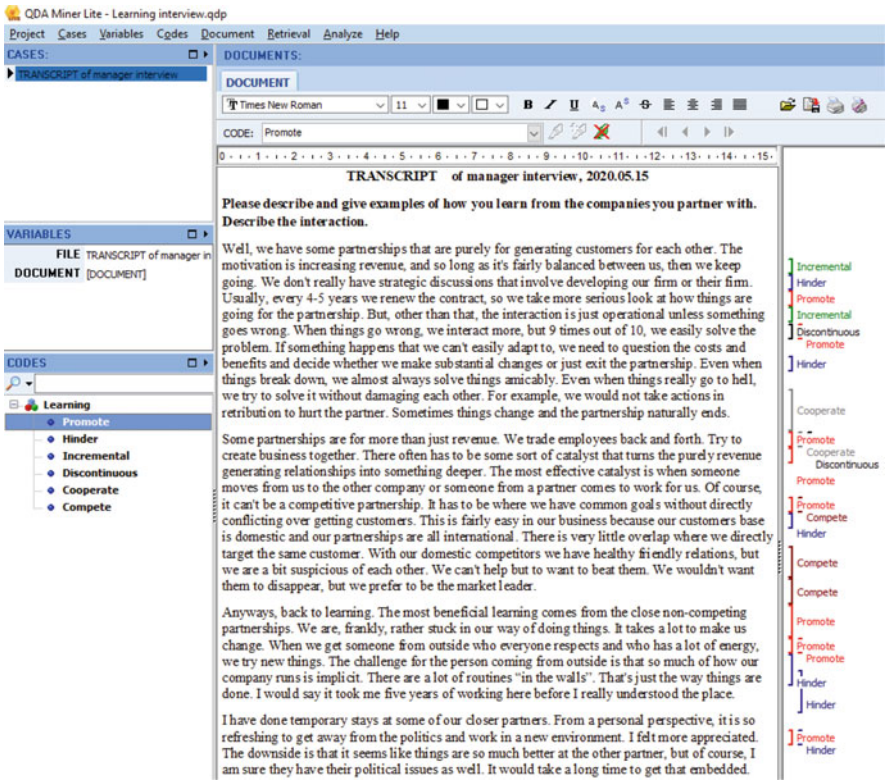 QDA Miner Lite - Learning interview.qdp
Project Cases Variables Codes Document Retrieval Analyze Help
CASES:
TRANSCRIPT of manager interview
VARIABLES
FILE TRANSCRIPT of manager in
DOCUMENT [DOCUMENT]
CODES
Learning
Promote
Hinder
Incremental
Discontinuous
Cooperate
Compete
DOCUMENTS:
DOCUMENT
Times New Roman 11 B I U A S A S S
CODE: Promote
0 1 2 3 4 5 6 7 8 9 10 11 12 13 14 15
TRANSCRIPT of manager interview, 2020.05.15
Please describe and give examples of how you learn from the companies you partner with.
Describe the interaction.
Well, we have some partnerships that are purely for generating customers for each other. The
motivation is increasing revenue, and so long as it's fairly balanced between us, then we keep
going. We don't really have strategic discussions that involve developing our firm or their firm.
Usually, every 4-5 years we renew the contract, so we take more serious look at how things are
going for the partnership. But, other than that, the interaction is just operational unless something
goes wrong. When things go wrong, we interact more, but 9 times out of 10, we easily solve the
problem. If something happens that we can't easily adapt to, we need to question the costs and
benefits and decide whether we make substantial changes or just exit the partnership. Even when
things break down, we almost always solve things amicably. Even when things really go to hell,
we try to solve it without damaging each other. For example, we would not take actions in
retribution to hurt the partner. Sometimes things change and the partnership naturally ends.
Some partnerships are for more than just revenue. We trade employees back and forth. Try to
create business together. There often has to be some sort of catalyst that turns the purely revenue
generating relationships into something deeper. The most effective catalyst is when someone
moves from us to the other company or someone from a partner comes to work for us. Of course,
it can't be a competitive partnership. It has to be where we have common goals without directly
conflicting over getting customers. This is fairly easy in our business because our customers base
is domestic and our partnerships are all international. There is very little overlap where we directly
target the same customer. With our domestic competitors we have healthy friendly relations, but
we are a bit suspicious of each other. We can't help but to want to beat them. We wouldn't want
them to disappear, but we prefer to be the market leader.
Anyways, back to learning. The most beneficial learning comes from the close non-competing
partnerships. We are, frankly, rather stuck in our way of doing things. It takes a lot to make us
change. When we get someone from outside who everyone respects and who has a lot of energy,
we try new things. The challenge for the person coming from outside is that so much of how our
company runs is implicit. There are a lot of routines “in the walls”. That's just the way things are
done. I would say it took me five years of working here before I really understood the place.
I have done temporary stays at some of our closer partners. From a personal perspective, it is so
refreshing to get away from the politics and work in a new environment. I felt more appreciated.
The downside is that it seems like things are so much better at the other partner, but of course, I
am sure they have their political issues as well. It would take a long time to get that embedded.
Incremental
Hinder
Promote
Incremental
Discontinuous
Promote
Hinder
Cooperate
Promote
Cooperate
Discontinuous
Promote
Promote
Compete
Hinder
Compete
Compete
Promote
Promote
Promote
Hinder
Hinder
Promote
Hinder